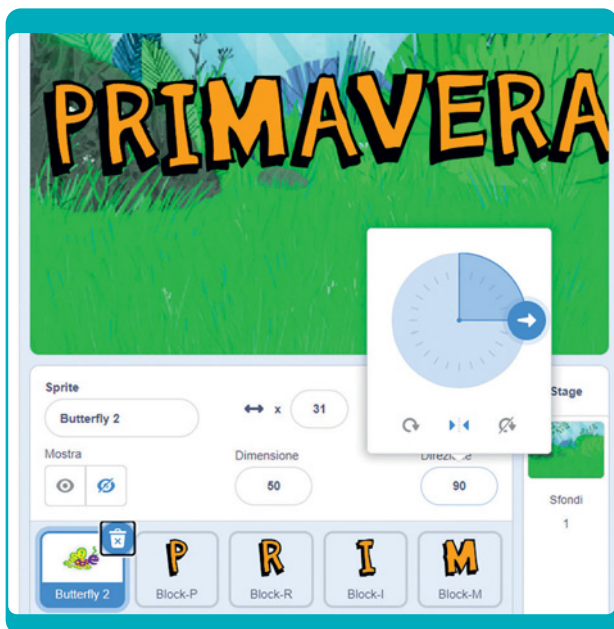 PRIMAVERA
Sprite
Butterfly 2
x 31
Stage
Mostra
Dimensione
50
90
Sfondi
1
P
R
I
M
Butterfly 2
Block-P
Block-R
Block-I
Block-M